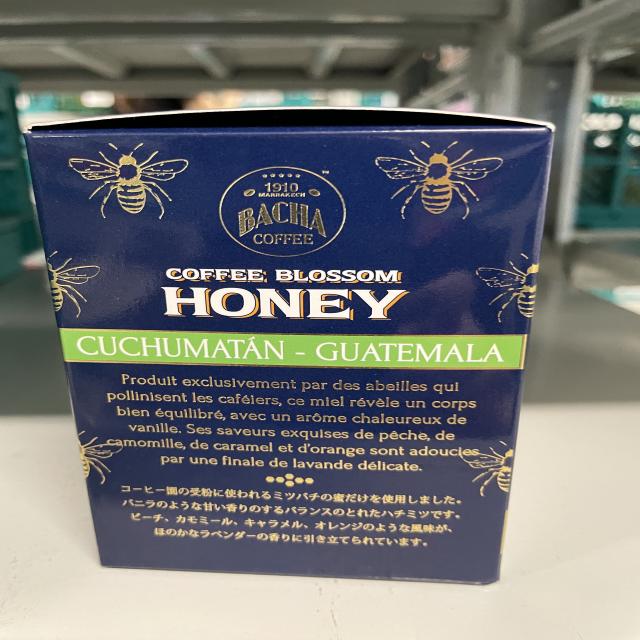 1910
MARRAKECH
BACHA
COFFEE
TM
COFFEE BLOSSOM
HONEY
CUCHUMATÁN - GUATEMALA
Produit exclusivement par des abeilles qui
pollinisent les caféiers, ce miel révèle un corps
bien équilibré, avec un arôme chaleureux de
vanille. Ses saveurs exquises de pêche, de
camomille, de caramel et d'orange sont adoucies
par une finale de lavande délicate.
コーヒー園の受粉に使われるミツバチの蜜だけを使用しました。
バニラのような甘い香りのするバランスのとれたハチミツです。
ピーチ、カモミール、キャラメル、オレンジのような風味が、
ほのかなラベンダーの香りに引き立てられています。